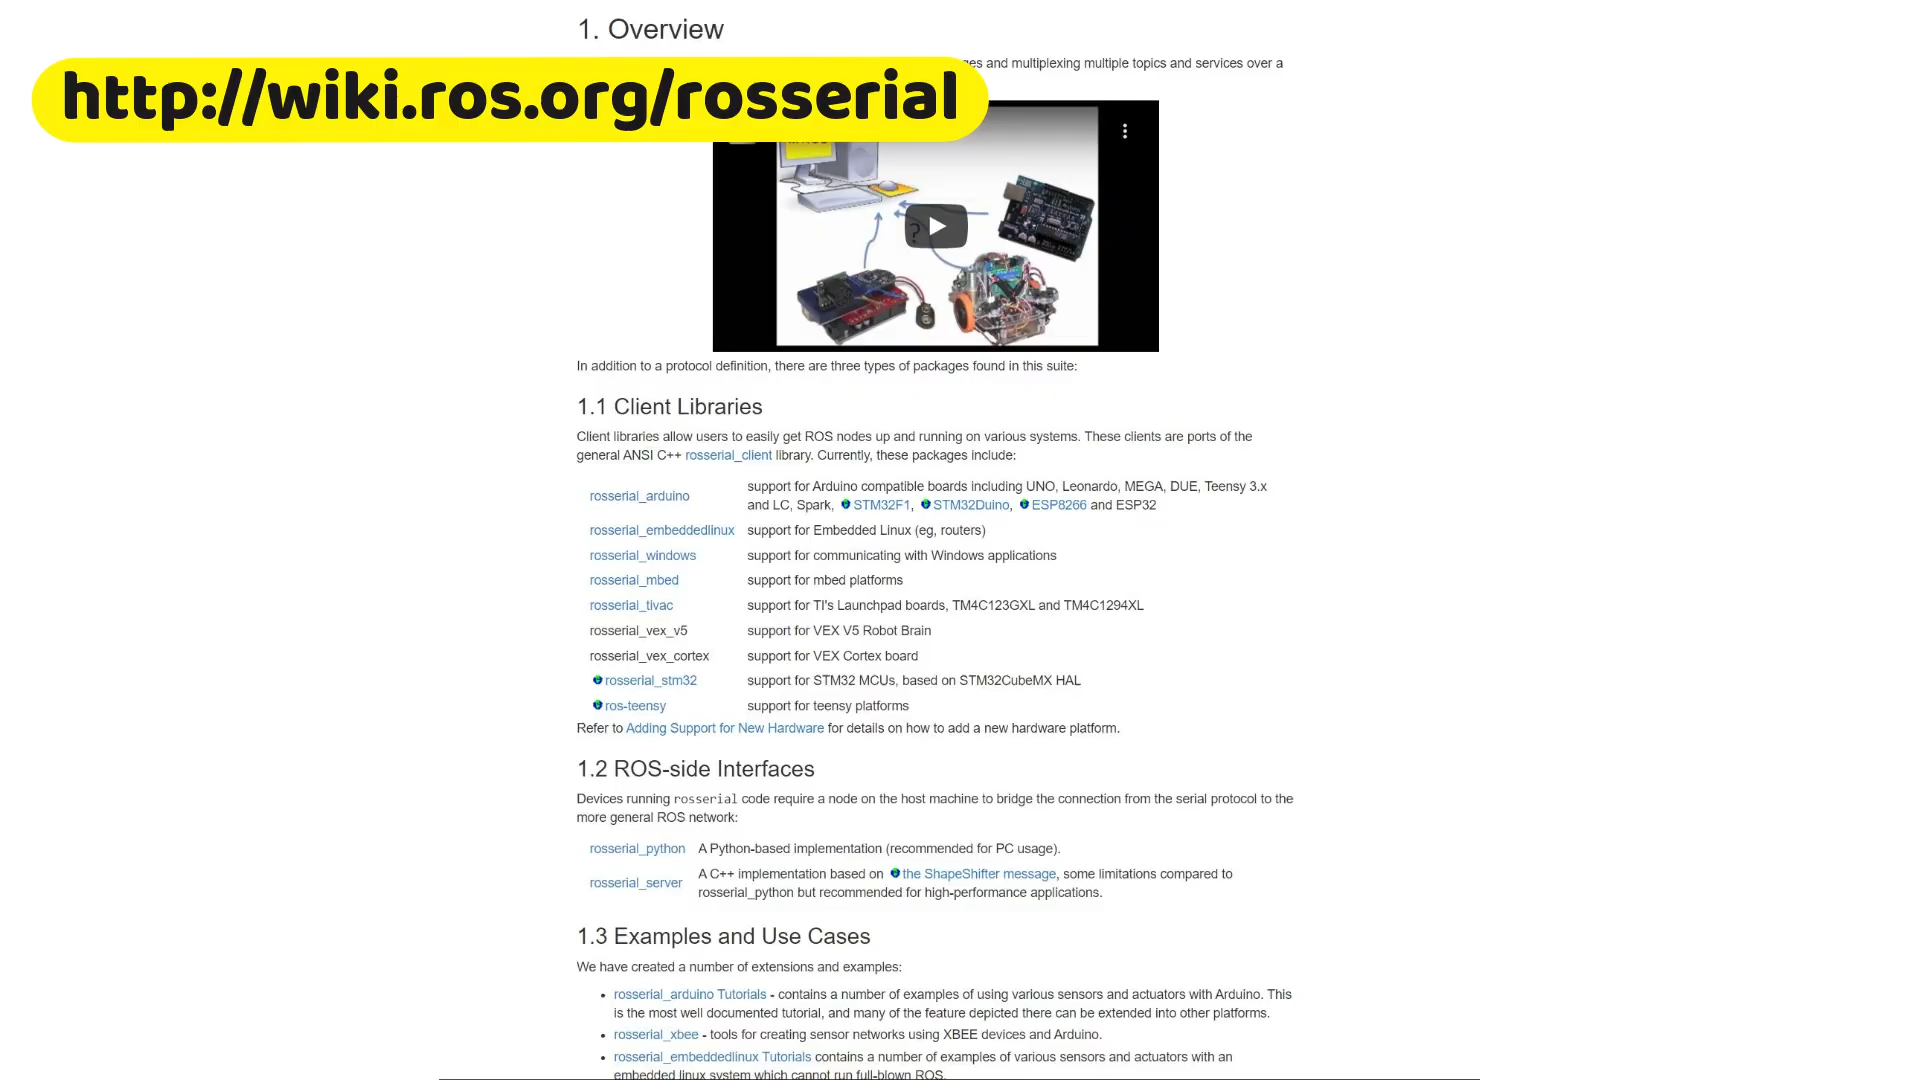 1. Overview
ges and multiplexing multiple topics and services over a
http://wiki.ros.org/rosserial
?
In addition to a protocol definition, there are three types of packages found in this suite:
1.1 Client Libraries
Client libraries allow users to easily get ROS nodes up and running on various systems. These clients are ports of the
general ANSI C++ rosserial_client library. Currently, these packages include:
rosserial_arduino support for Arduino compatible boards including UNO, Leonardo, MEGA, DUE, Teensy 3.x
and LC, Spark, STM32F1, STM32Duino, ESP8266 and ESP32
rosserial_embeddedlinux support for Embedded Linux (eg, routers)
rosserial_windows support for communicating with Windows applications
rosserial_mbed support for mbed platforms
rosserial_tivac support for TI's Launchpad boards, TM4C123GXL and TM4C1294XL
rosserial_vex_v5 support for VEX V5 Robot Brain
rosserial_vex_cortex support for VEX Cortex board
rosserial_stm32 support for STM32 MCUs, based on STM32CubeMX HAL
ros-teensy support for teensy platforms
Refer to Adding Support for New Hardware for details on how to add a new hardware platform.
1.2 ROS-side Interfaces
Devices running rosserial code require a node on the host machine to bridge the connection from the serial protocol to the
more general ROS network:
rosserial_python A Python-based implementation (recommended for PC usage).
rosserial_server A C++ implementation based on the ShapeShifter message, some limitations compared to
rosserial_python but recommended for high-performance applications.
1.3 Examples and Use Cases
We have created a number of extensions and examples:
• rosserial_arduino Tutorials - contains a number of examples of using various sensors and actuators with Arduino. This
is the most well documented tutorial, and many of the feature depicted there can be extended into other platforms.
• rosserial_xbee - tools for creating sensor networks using XBEE devices and Arduino.
• rosserial_embeddedlinux Tutorials contains a number of examples of various sensors and actuators with an
embedded linux system which cannot run full-blown ROS.